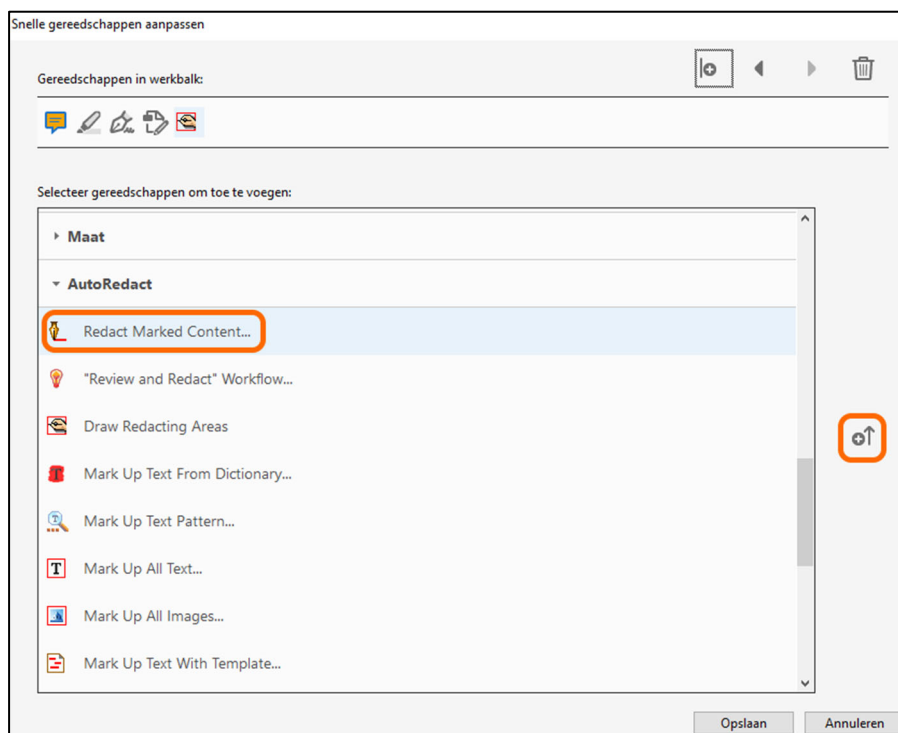 Snelle gereedschappen aanpassen
Gereedschappen in werkbalk:
Selecteer gereedschappen om toe te voegen:
Maat
AutoRedact
Redact Marked Content...
"Review and Redact" Workflow...
Draw Redacting Areas
Mark Up Text From Dictionary...
Mark Up Text Pattern...
Mark Up All Text...
Mark Up All Images...
Mark Up Text With Template...
Opslaan Annuleren